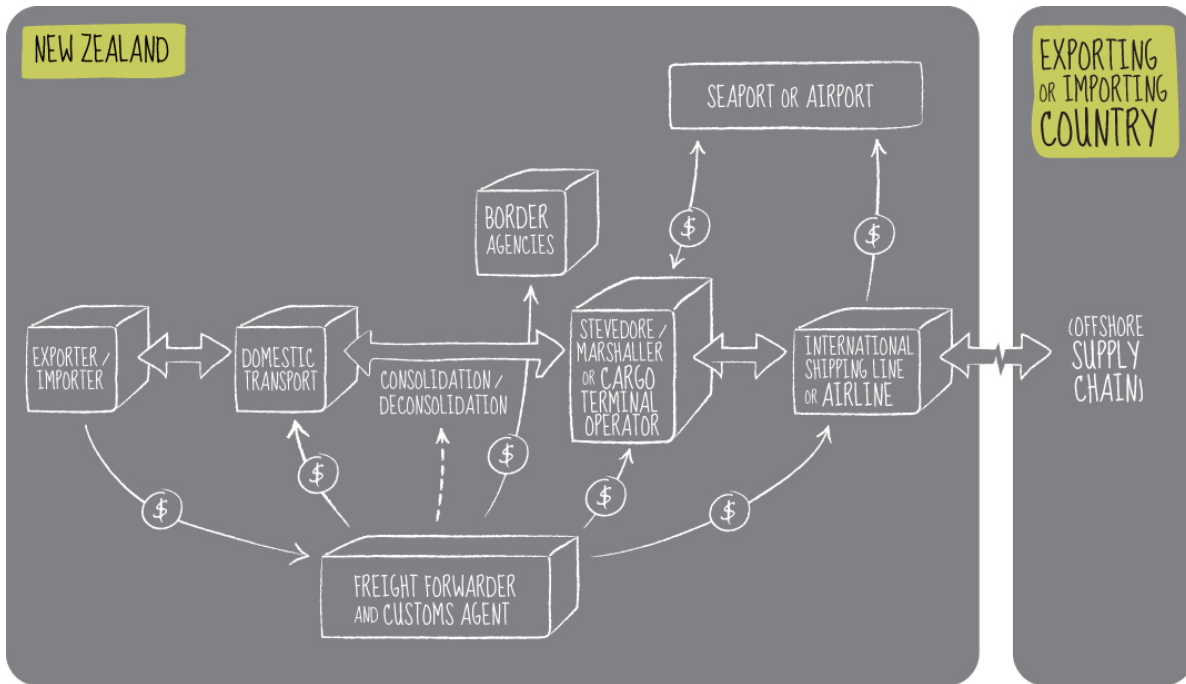 NEW ZEALAND
EXPORTING
OR IMPORTING
COUNTRY
SEAPORT OR AIRPORT
BORDER
AGENCIES
$
$
EXPORTER /
IMPORTER
DOMESTIC
TRANSPORT
CONSOLIDATION /
DECONSOLIDATION
STEVEDORE /
MARSHALLER
OR CARGO
TERMINAL
OPERATOR
INTERNATIONAL
SHIPPING LINE
OR AIRLINE
(OFFSHORE
SUPPLY
CHAIN)
$
$
$
$
$
FREIGHT FORWARDER
AND CUSTOMS AGENT